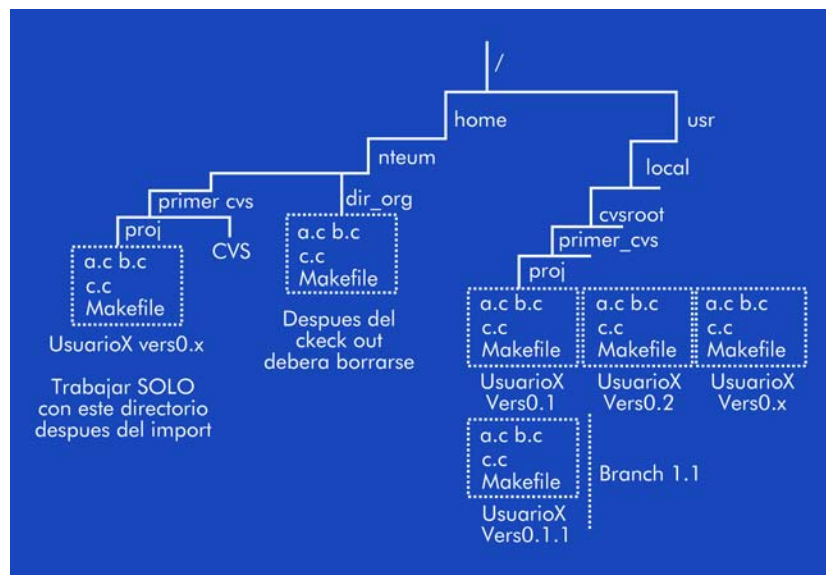 /
home
usr
nteum
local
primer cvs
dir_org
cvsroot
proj
CVS
primer_cvs
proj
a.c b.c
c.c
Makefile
UsuarioX vers0.x
Trabajar SOLO
con este directorio
despues del import
a.c b.c
c.c
Makefile
Despues del
ckeck out
debera borrarse
a.c b.c
c.c
Makefile
UsuarioX
Vers0.1
a.c b.c
c.c
Makefile
UsuarioX
Vers0.2
a.c b.c
c.c
Makefile
UsuarioX
Vers0.x
a.c b.c
c.c
Makefile
UsuarioX
Vers0.1.1
Branch 1.1